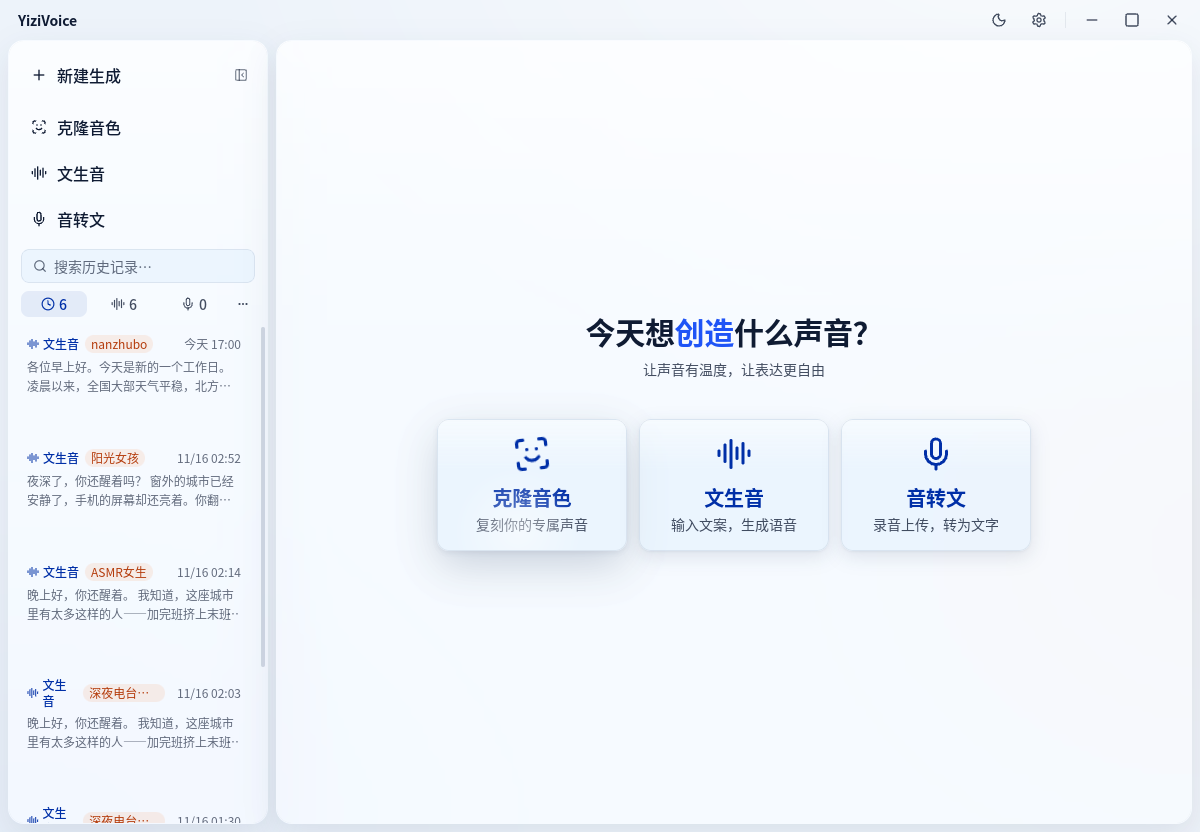 YiziVoice
新建生成
克隆音色
文生音
音转文
搜索历史记录…
6
6
0
文生音 nanzhubo 今天 17:00
各位早上好。今天是新的一个工作日。
凌晨以来，全国大部天气平稳，北方…
文生音 阳光女孩 11/16 02:52
夜深了，你还醒着吗？ 窗外的城市已经
安静了，手机的屏幕却还亮着。你翻…
文生音 ASMR女生 11/16 02:14
晚上好，你还醒着。 我知道，这座城市
里有太多这样的人——加完班挤上末班…
文生音 深夜电台… 11/16 02:03
晚上好，你还醒着。 我知道，这座城市
里有太多这样的人——加完班挤上末班…
文生 深夜电台… 11/16 01:30
今天想创造什么声音？
让声音有温度，让表达更自由
克隆音色
复刻你的专属声音
文生音
输入文案，生成语音
音转文
录音上传，转为文字